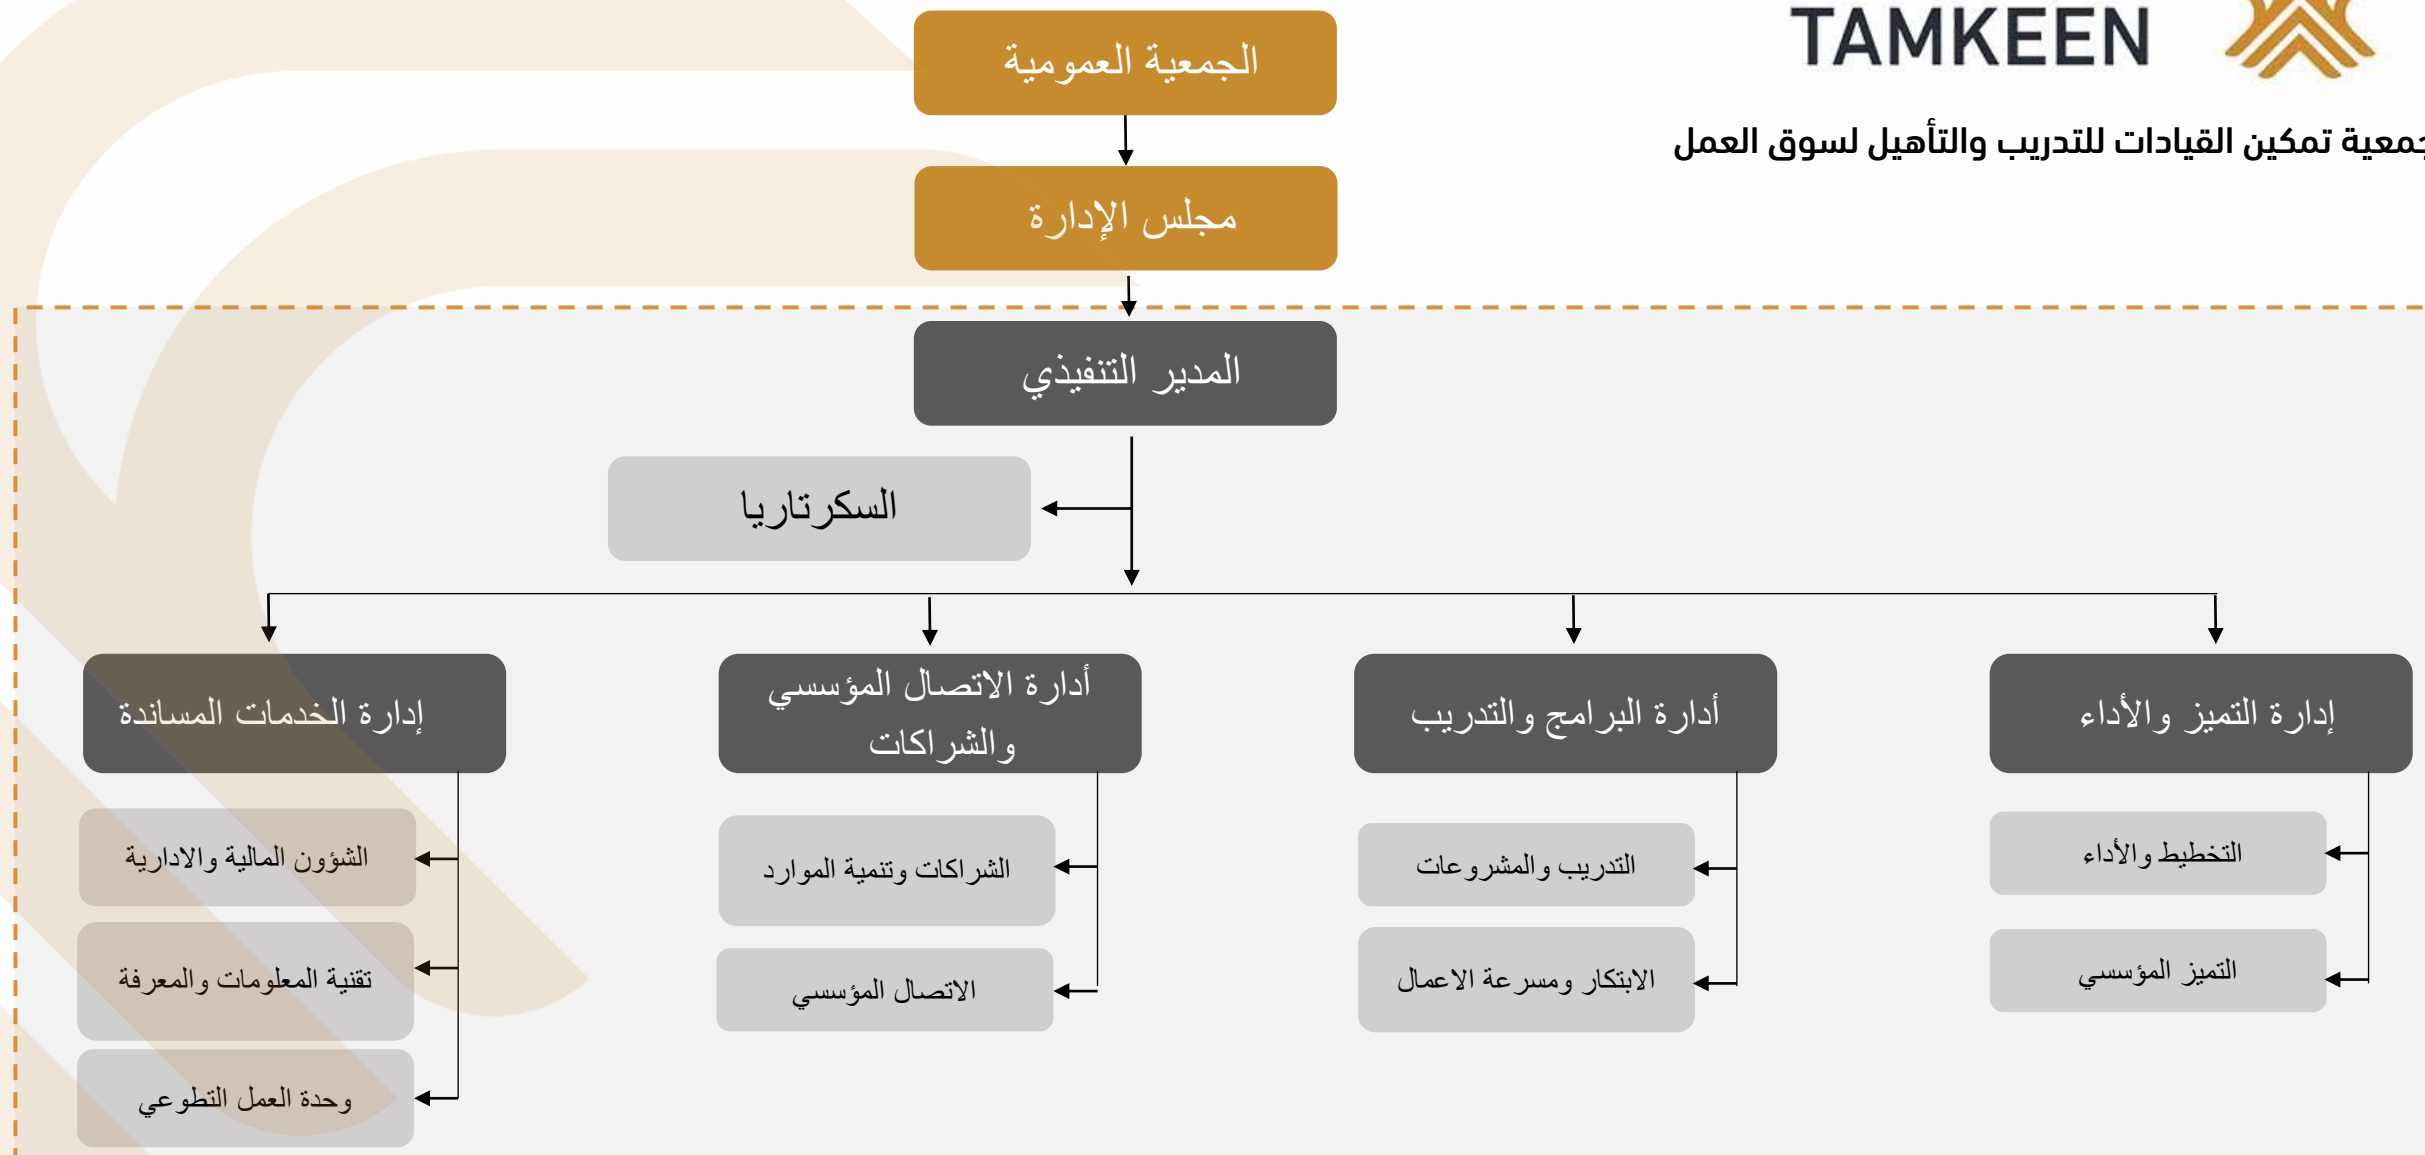 TAMKEEN
جمعية تمكين القيادات للتدريب والتأهيل لسوق العمل
الجمعية العمومية
مجلس الإدارة
المدير التنفيذي
السكرتاريا
إدارة التميز والأداء
التخطيط والأداء
التميز المؤسسي
أدارة البرامج والتدريب
التدريب والمشروعات
الابتكار ومسرعة الاعمال
أدارة الاتصال المؤسسي
والشراكات
الشراكات وتنمية الموارد
الاتصال المؤسسي
إدارة الخدمات المساندة
الشؤون المالية والادارية
تقنية المعلومات والمعرفة
وحدة العمل التطوعي